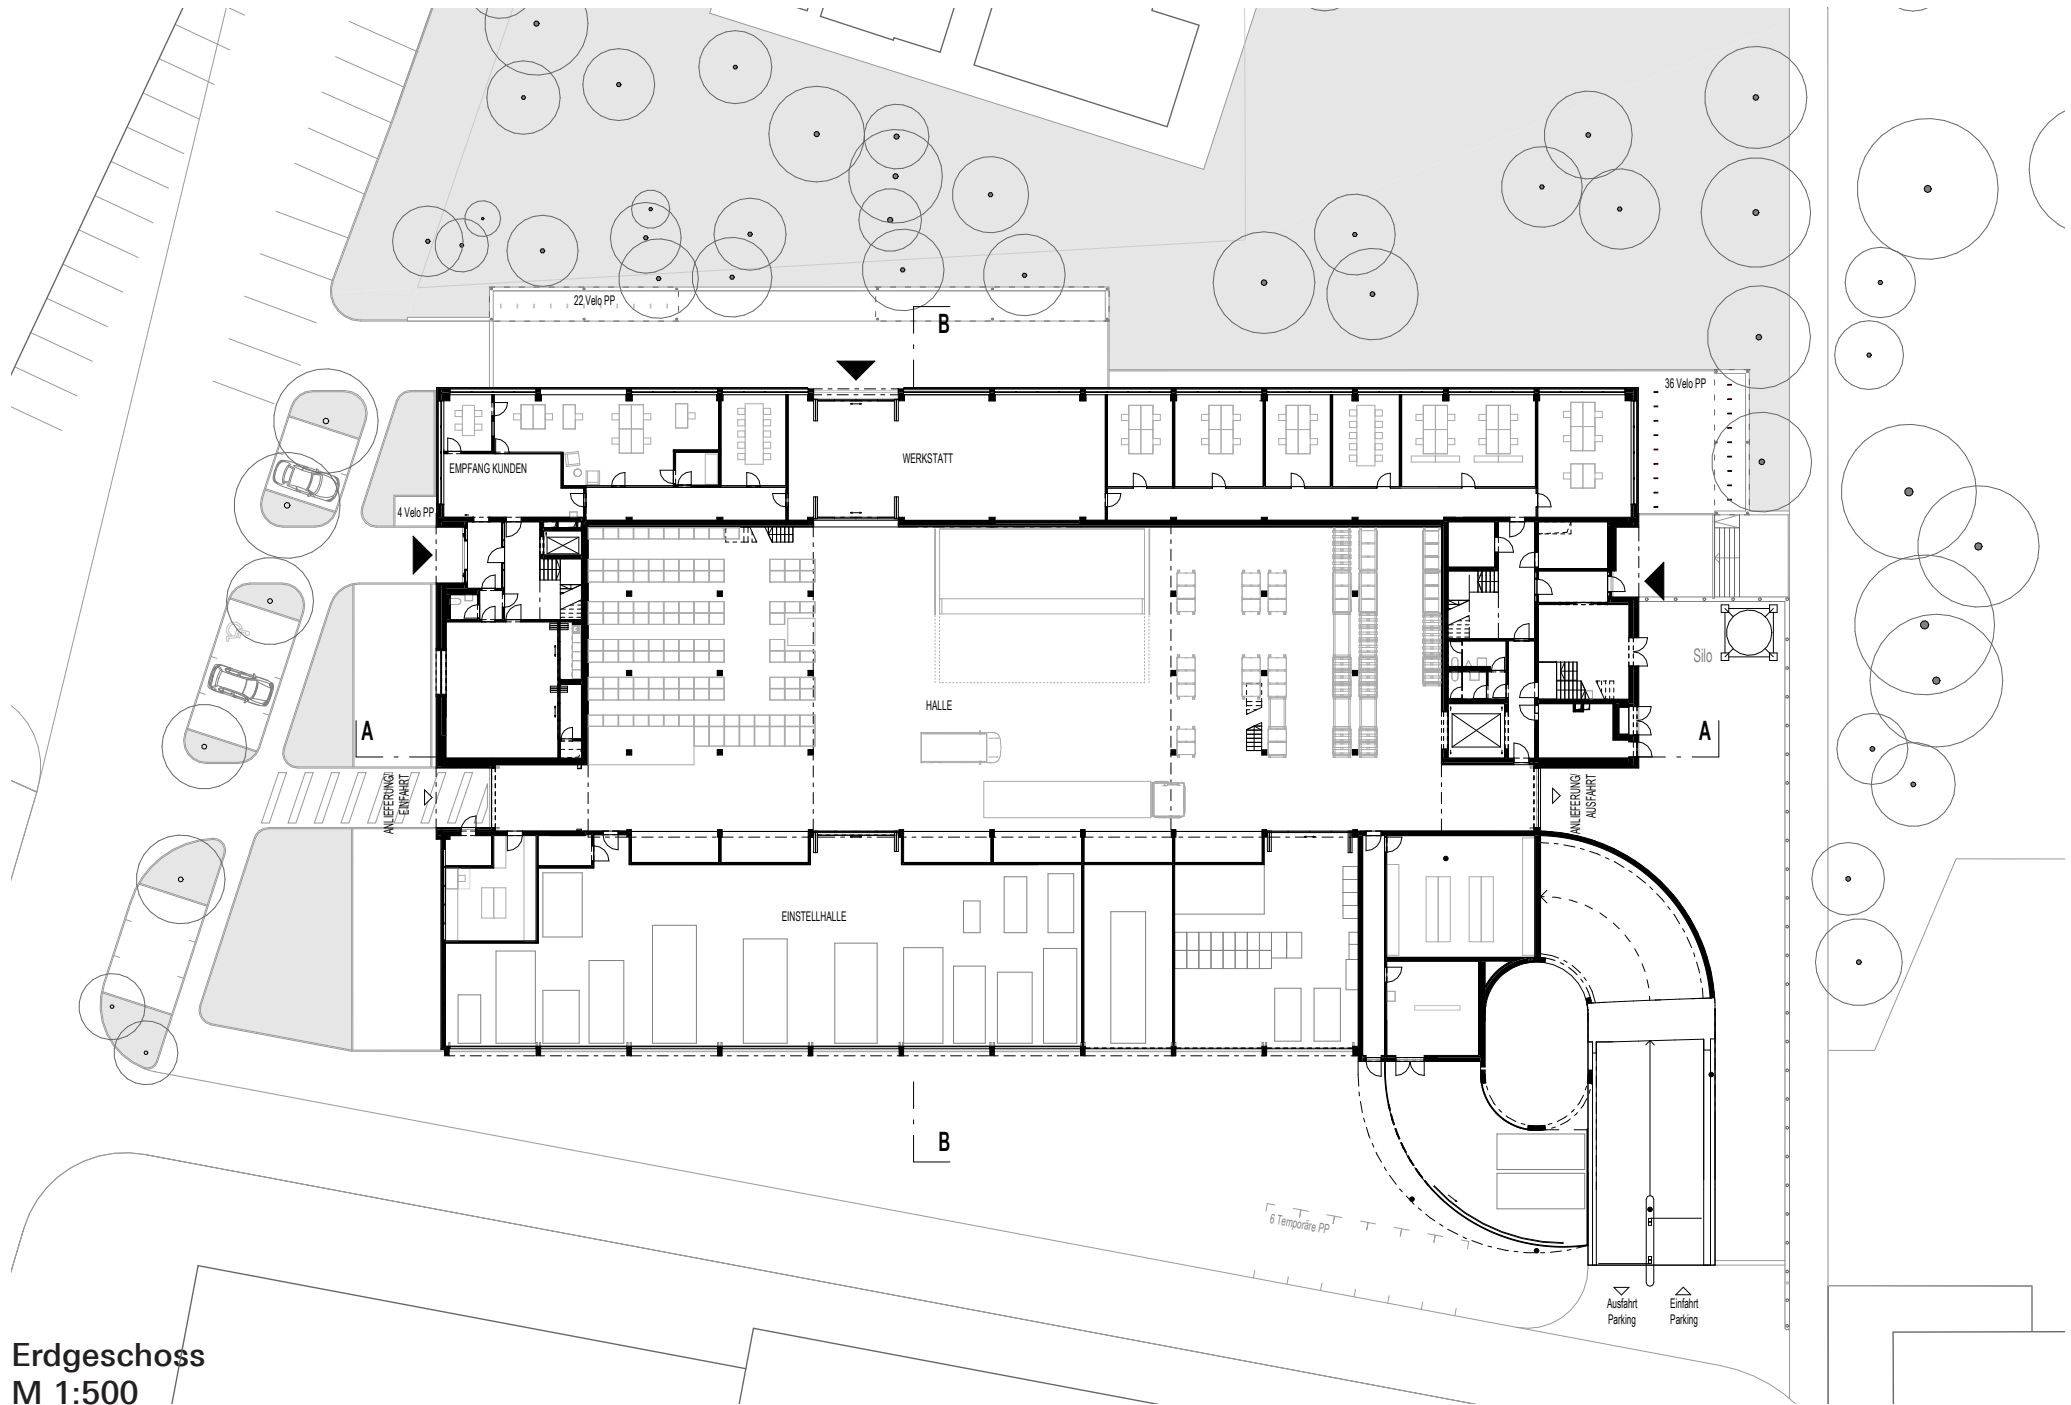 22 Velo PP
B
36 Velo PP
WERKSTATT
EMPFANG KUNDEN
4 Velo PP
Silo
HALLE
A
A
ANLIEFERUNG/
EINFAHRT
ANLIEFERUNG/
AUSFAHRT
EINSTELLHALLE
B
6 Temporäre PP
Ausfahrt
Parking
Einfahrt
Parking
Erdgeschoss
M 1:500